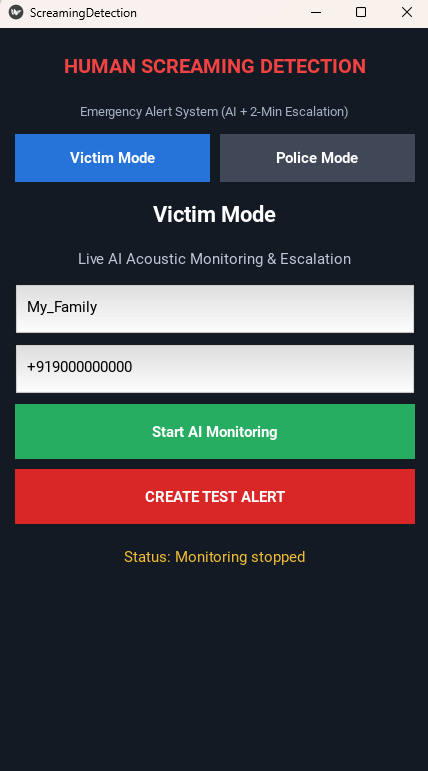 ScreamingDetection
HUMAN SCREAMING DETECTION
Emergency Alert System (AI + 2-Min Escalation)
Victim Mode
Police Mode
Victim Mode
Live AI Acoustic Monitoring & Escalation
My_Family
+919000000000
Start AI Monitoring
CREATE TEST ALERT
Status: Monitoring stopped